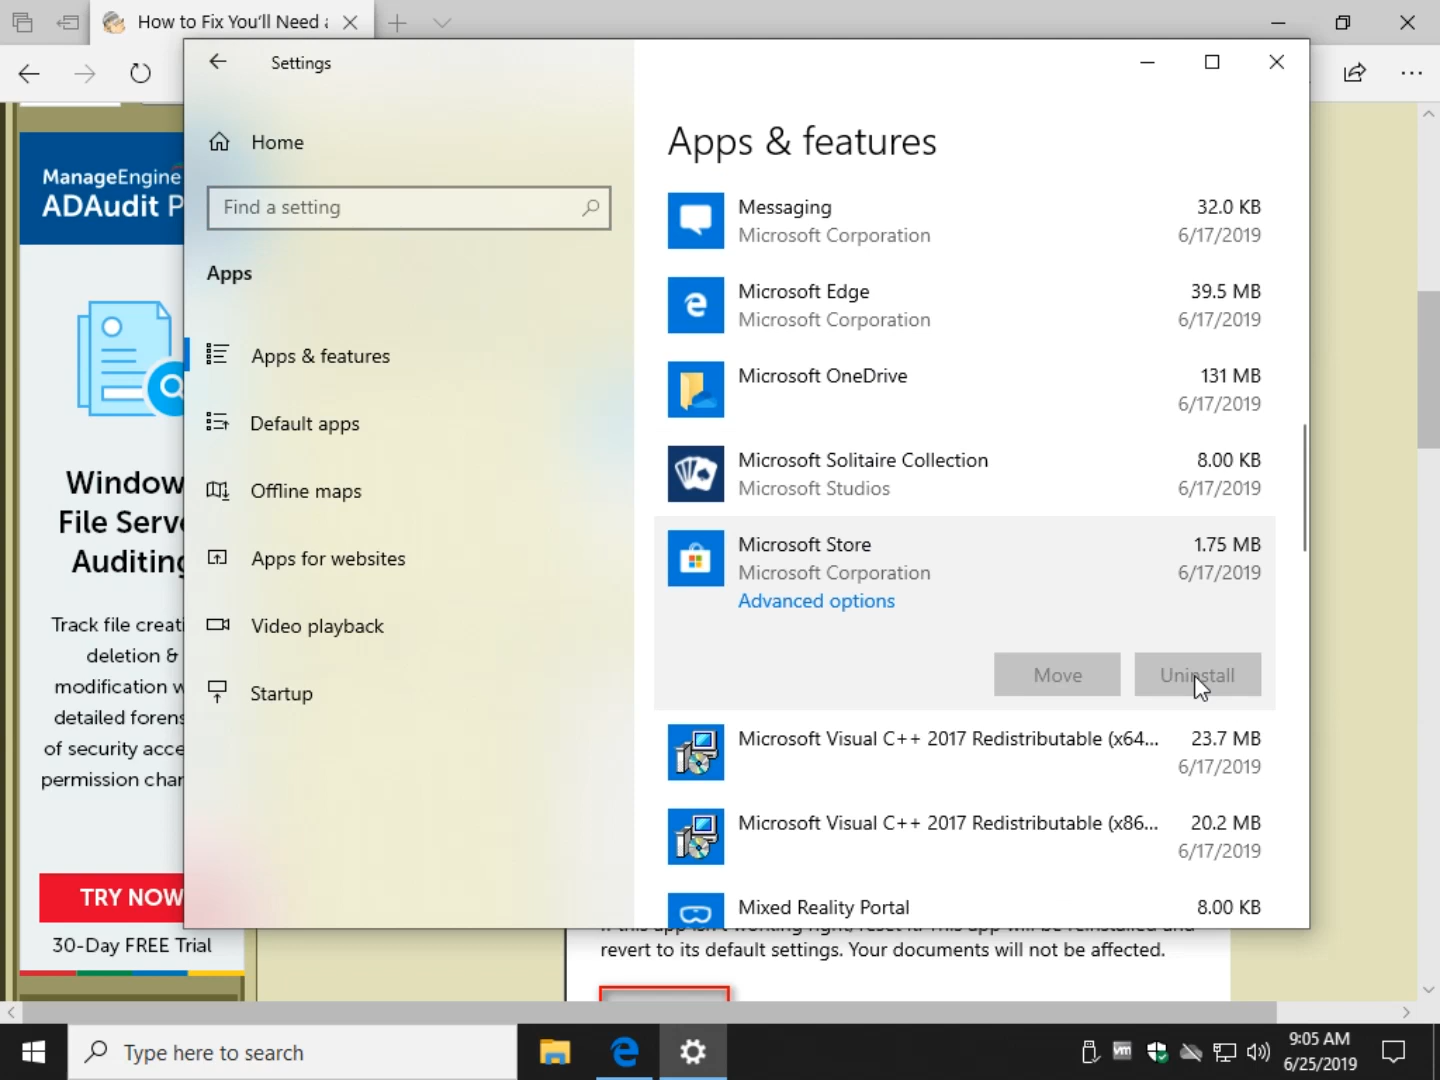 How to Fix You'll Need
Settings
Home
Find a setting
Apps
Apps & features
Default apps
Offline maps
Apps for websites
Video playback
Startup
Apps & features
Messaging 32.0 KB
Microsoft Corporation 6/17/2019
Microsoft Edge 39.5 MB
Microsoft Corporation 6/17/2019
Microsoft OneDrive 131 MB
6/17/2019
Microsoft Solitaire Collection 8.00 KB
Microsoft Studios 6/17/2019
Microsoft Store 1.75 MB
Microsoft Corporation 6/17/2019
Advanced options
Move Uninstall
Microsoft Visual C++ 2017 Redistributable (x64... 23.7 MB
6/17/2019
Microsoft Visual C++ 2017 Redistributable (x86... 20.2 MB
6/17/2019
Mixed Reality Portal 8.00 KB
ManageEngine
ADAudit P
Window
File Serve
Auditing
Track file creati
deletion &
modification w
detailed forens
of security acce
permission char
TRY NOW
30-Day FREE Trial
revert to its default settings. Your documents will not be affected.
Type here to search
vm
9:05 AM
6/25/2019